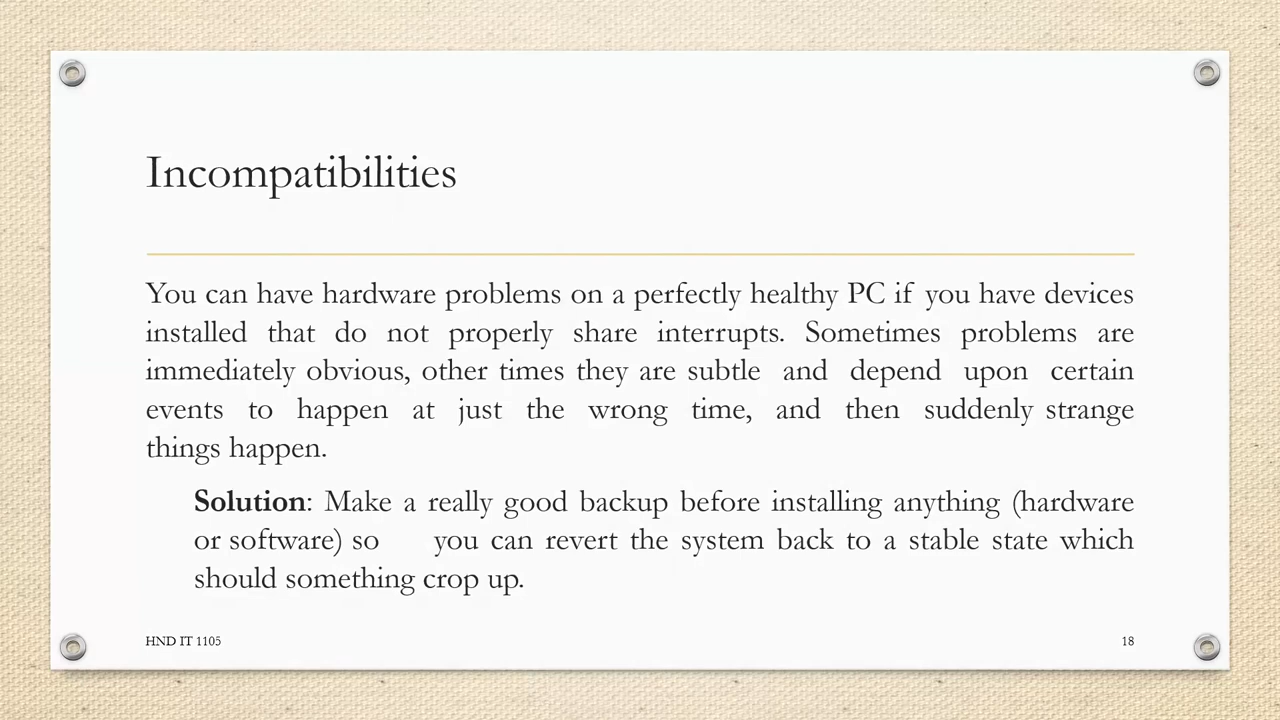 Incompatibilities
You can have hardware problems on a perfectly healthy PC if you have devices
installed that do not properly share interrupts. Sometimes problems are
immediately obvious, other times they are subtle and depend upon certain
events to happen at just the wrong time, and then suddenly strange
things happen.
Solution: Make a really good backup before installing anything (hardware
or software) so you can revert the system back to a stable state which
should something crop up.
HND IT 1105
18